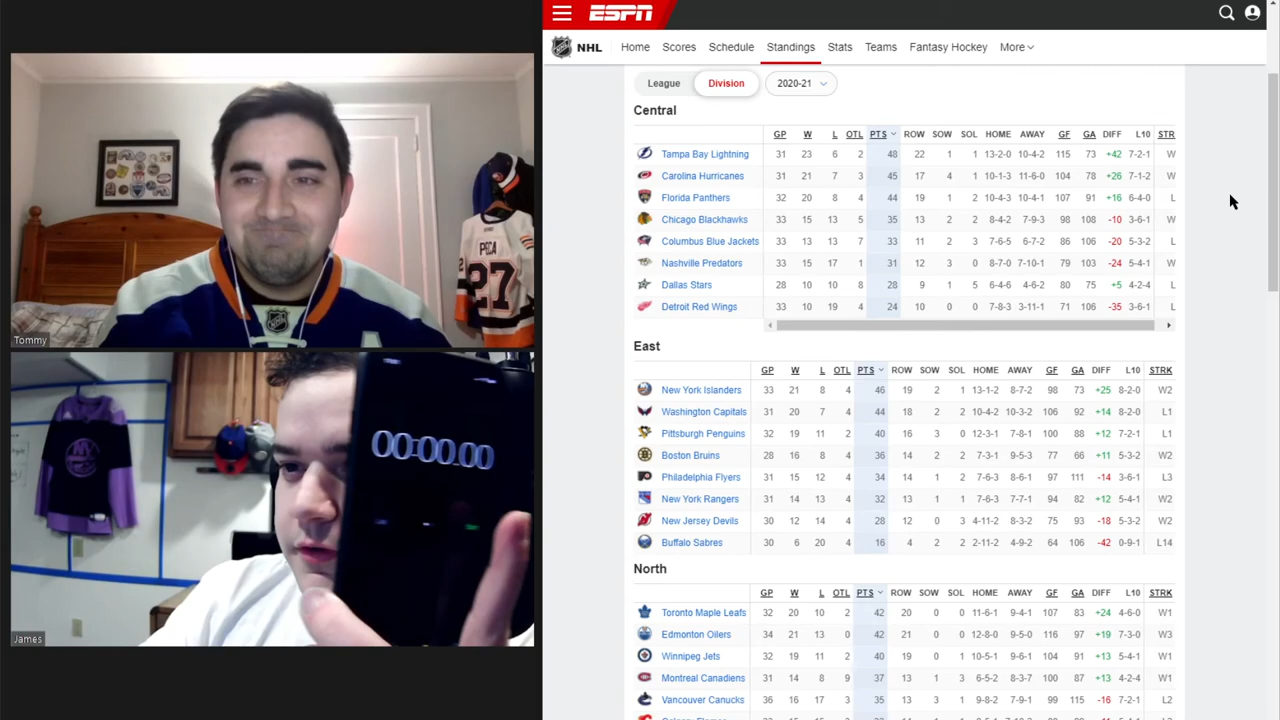 ESPN
NHL Home Scores Schedule Standings Stats Teams Fantasy Hockey More
League Division 2020-21
Central
GP W L OTL PTS ROW SOW SOL HOME AWAY GF GA DIFF L10 STR
Tampa Bay Lightning 31 23 6 2 48 22 1 1 13-2-0 10-4-2 115 73 +42 7-2-1 W
Carolina Hurricanes 31 21 7 3 45 17 4 1 10-1-3 11-6-0 104 78 +26 7-1-2 W
Florida Panthers 32 20 8 4 44 19 1 2 10-4-3 10-4-1 107 91 +16 6-4-0 L
Chicago Blackhawks 33 15 13 5 35 13 2 2 8-4-2 7-9-3 98 108 -10 3-6-1 W
Columbus Blue Jackets 33 13 13 7 33 11 2 3 7-6-5 6-7-2 86 106 -20 5-3-2 L
Nashville Predators 33 15 17 1 31 12 3 0 8-7-0 7-10-1 79 103 -24 5-4-1 W
Dallas Stars 28 10 10 8 28 9 1 5 6-4-6 4-6-2 80 75 +5 2-4-4 L
Detroit Red Wings 33 10 19 4 24 10 0 0 7-8-3 3-11-1 71 106 -35 3-6-1 L
East
GP W L OTL PTS ROW SOW SOL HOME AWAY GF GA DIFF L10 STRK
New York Islanders 33 21 8 4 46 19 2 1 13-1-2 8-7-2 98 73 +25 8-2-0 W2
Washington Capitals 31 20 7 4 44 18 2 2 10-4-2 10-3-2 106 92 +14 8-2-0 L1
Pittsburgh Penguins 32 19 11 2 40 16 3 0 12-3-1 7-8-1 100 88 +12 7-2-1 L1
Boston Bruins 28 16 8 4 36 14 2 2 7-3-1 9-5-3 77 66 +11 5-3-2 W2
Philadelphia Flyers 31 15 12 4 34 14 1 2 7-6-3 8-6-1 97 111 -14 3-6-1 L3
New York Rangers 31 14 13 4 32 13 1 1 7-6-3 7-7-1 94 82 +12 5-4-1 W2
New Jersey Devils 30 12 14 4 28 12 0 3 4-11-2 8-3-2 75 93 -18 5-3-2 W2
Buffalo Sabres 30 6 20 4 16 4 2 2 2-11-2 4-9-2 64 106 -42 0-9-1 L14
North
GP W L OTL PTS ROW SOW SOL HOME AWAY GF GA DIFF L10 STRK
Toronto Maple Leafs 32 20 10 2 42 20 0 0 11-6-1 9-4-1 107 83 +24 4-6-0 W1
Edmonton Oilers 34 21 13 0 42 21 0 0 12-8-0 9-5-0 116 97 +19 7-3-0 W3
Winnipeg Jets 32 19 11 2 40 19 0 1 10-5-1 9-6-1 104 91 +13 5-4-1 W1
Montreal Canadiens 31 14 8 9 37 13 1 3 6-5-2 8-3-7 100 87 +13 4-2-4 L1
Vancouver Canucks 36 16 17 3 35 13 3 1 9-8-2 7-9-1 99 115 -16 7-2-1 L2
Tommy
PECA
27
00:00.00
James